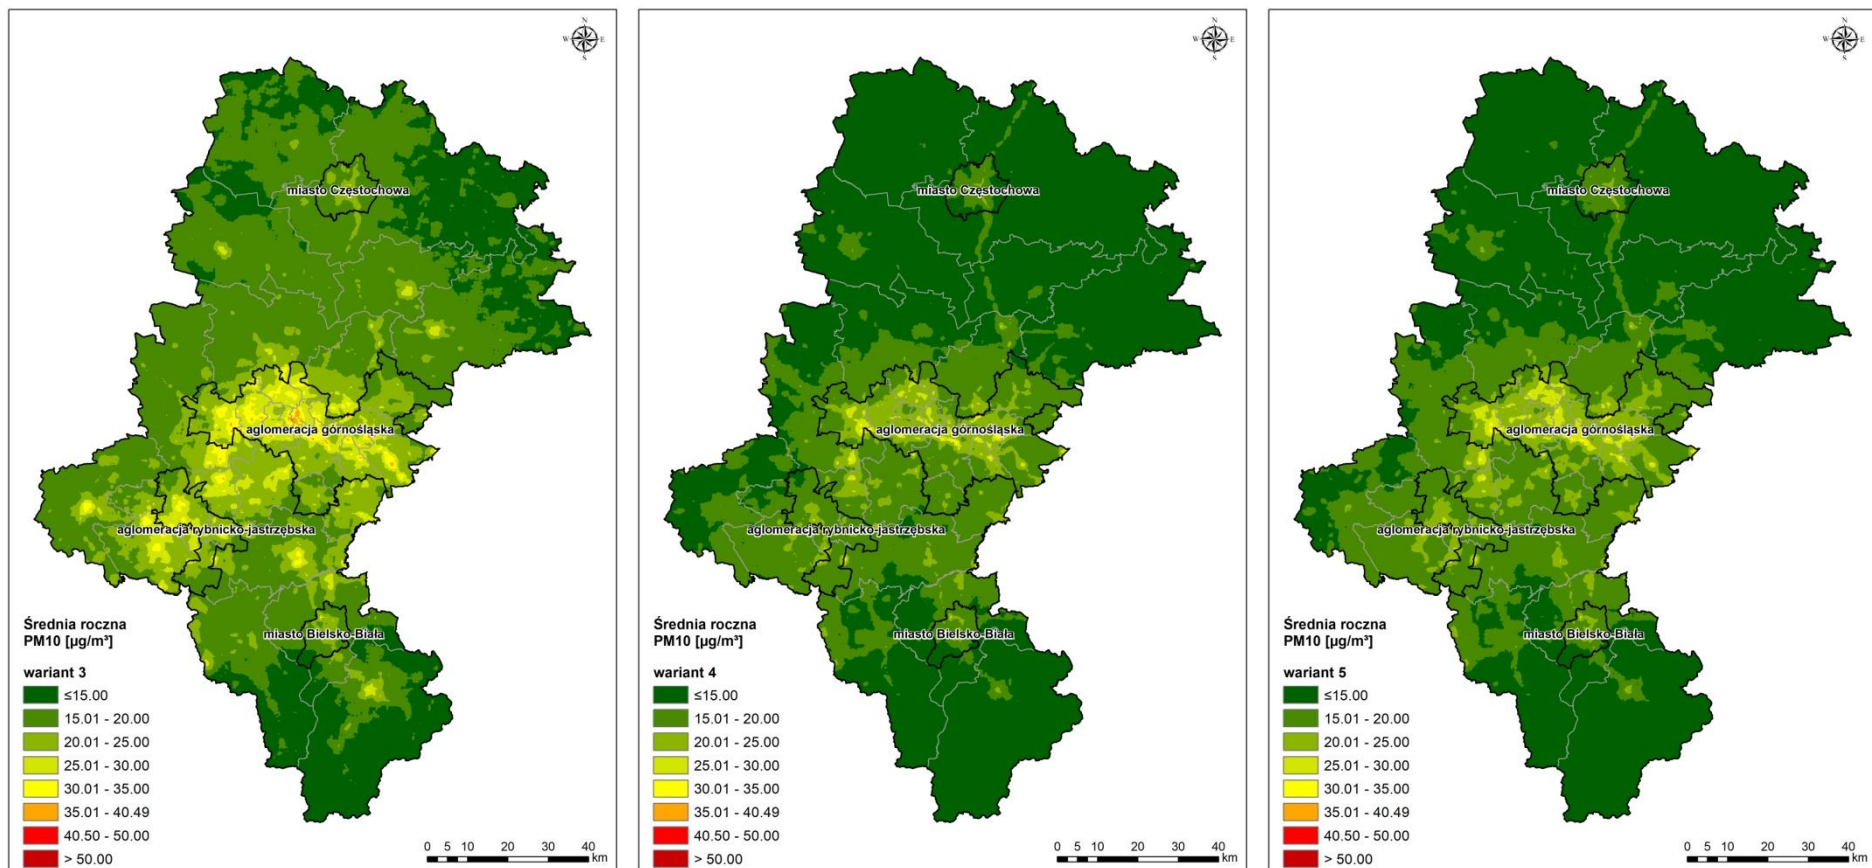 N
W E
S
miasto Częstochowa
aglomeracja górnośląska
aglomeracja rybnicko-jastrzębska
miasto Bielsko-Biała
Średnia roczna
PM10 [µg/m³]
wariant 3
≤15.00
15.01 - 20.00
20.01 - 25.00
25.01 - 30.00
30.01 - 35.00
35.01 - 40.49
40.50 - 50.00
> 50.00
0 5 10 20 30 40
km
N
W E
S
miasto Częstochowa
aglomeracja górnośląska
aglomeracja rybnicko-jastrzębska
miasto Bielsko-Biała
Średnia roczna
PM10 [µg/m³]
wariant 4
≤15.00
15.01 - 20.00
20.01 - 25.00
25.01 - 30.00
30.01 - 35.00
35.01 - 40.49
40.50 - 50.00
> 50.00
0 5 10 20 30 40
km
N
W E
S
miasto Częstochowa
aglomeracja górnośląska
aglomeracja rybnicko-jastrzębska
miasto Bielsko-Biała
Średnia roczna
PM10 [µg/m³]
wariant 5
≤15.00
15.01 - 20.00
20.01 - 25.00
25.01 - 30.00
30.01 - 35.00
35.01 - 40.49
40.50 - 50.00
> 50.00
0 5 10 20 30 40
km